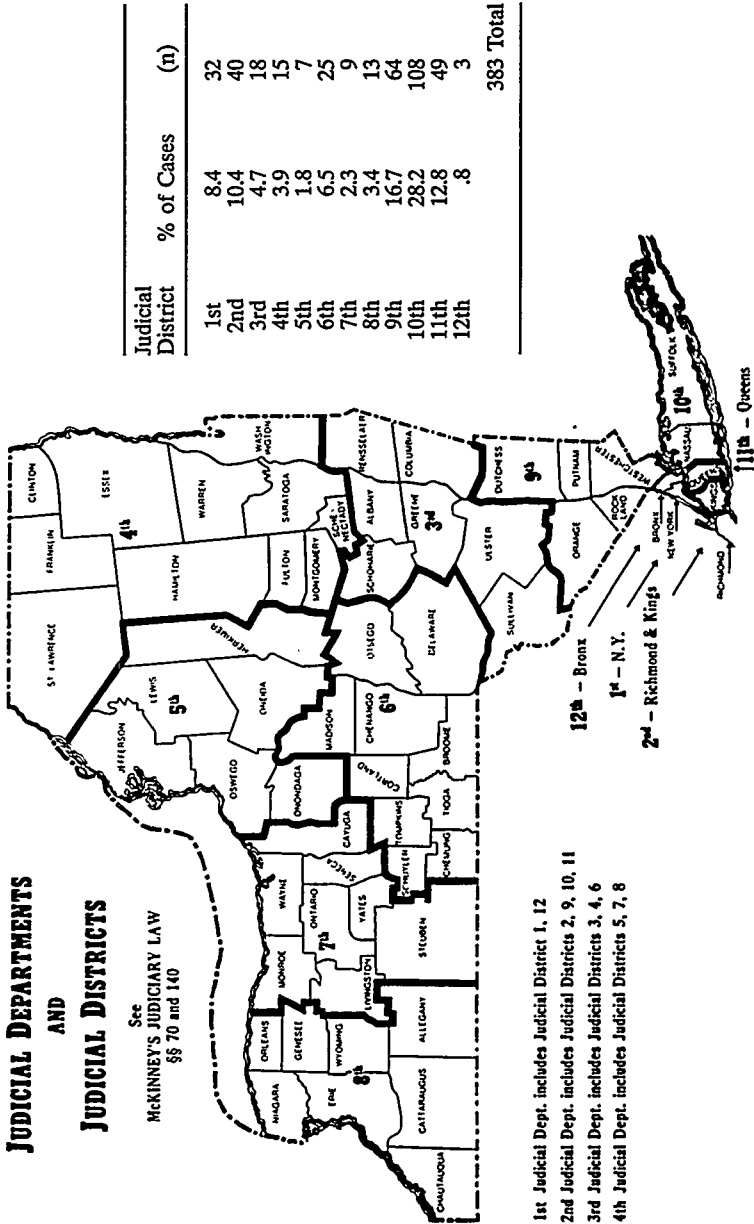 JUDICIAL DEPARTMENTS
AND
JUDICIAL DISTRICTS
See
McKINNEY'S JUDICIARY LAW
§§ 70 and 140
Judicial District % of Cases (n)
1st 8.4 32
2nd 10.4 40
3rd 4.7 18
4th 3.9 15
5th 1.8 7
6th 6.5 25
7th 2.3 9
8th 3.4 13
9th 16.7 64
10th 28.2 108
11th 12.8 49
12th .8 3
383 Total
CLINTON
FRANKLIN
ST LAWRENCE
ESSEX
4th
JEFFERSON
LEWIS
HAMILTON
WARREN
WASHINGTON
5th
HERKIMER
ONEIDA
OSWEGO
FULTON
SARATOGA
MONTGOMERY
SCHENECTADY
NIAGARA
ORLEANS
MONROE
WAYNE
GENESEE
ONTARIO
SENECA
CAYUGA
ONONDAGA
MADISON
OTSEGO
SCHOHARIE
ALBANY
RENSSELAER
ERIE
WYOMING
LIVINGSTON
7th
YATES
8th
CORTLAND
CHENANGO
6th
TOMPKINS
SCHUYLER
GREENE
COLUMBIA
3rd
DELAWARE
CHAUTAUQUA
CATTARAUGUS
ALLEGANY
STEUBEN
CHEMUNG
TIOGA
BROOME
ULSTER
DUTCHESS
9th
SULLIVAN
ORANGE
PUTNAM
ROCKLAND
WESTCHESTER
BRONX
NEW YORK
RICHMOND
KINGS
QUEENS
NASSAU
SUFFOLK
10th
12th – Bronx
1st – N.Y.
2nd – Richmond & Kings
11th – Queens
1st Judicial Dept. includes Judicial District 1, 12
2nd Judicial Dept. includes Judicial Districts 2, 9, 10, 11
3rd Judicial Dept. includes Judicial Districts 3, 4, 6
4th Judicial Dept. includes Judicial Districts 5, 7, 8